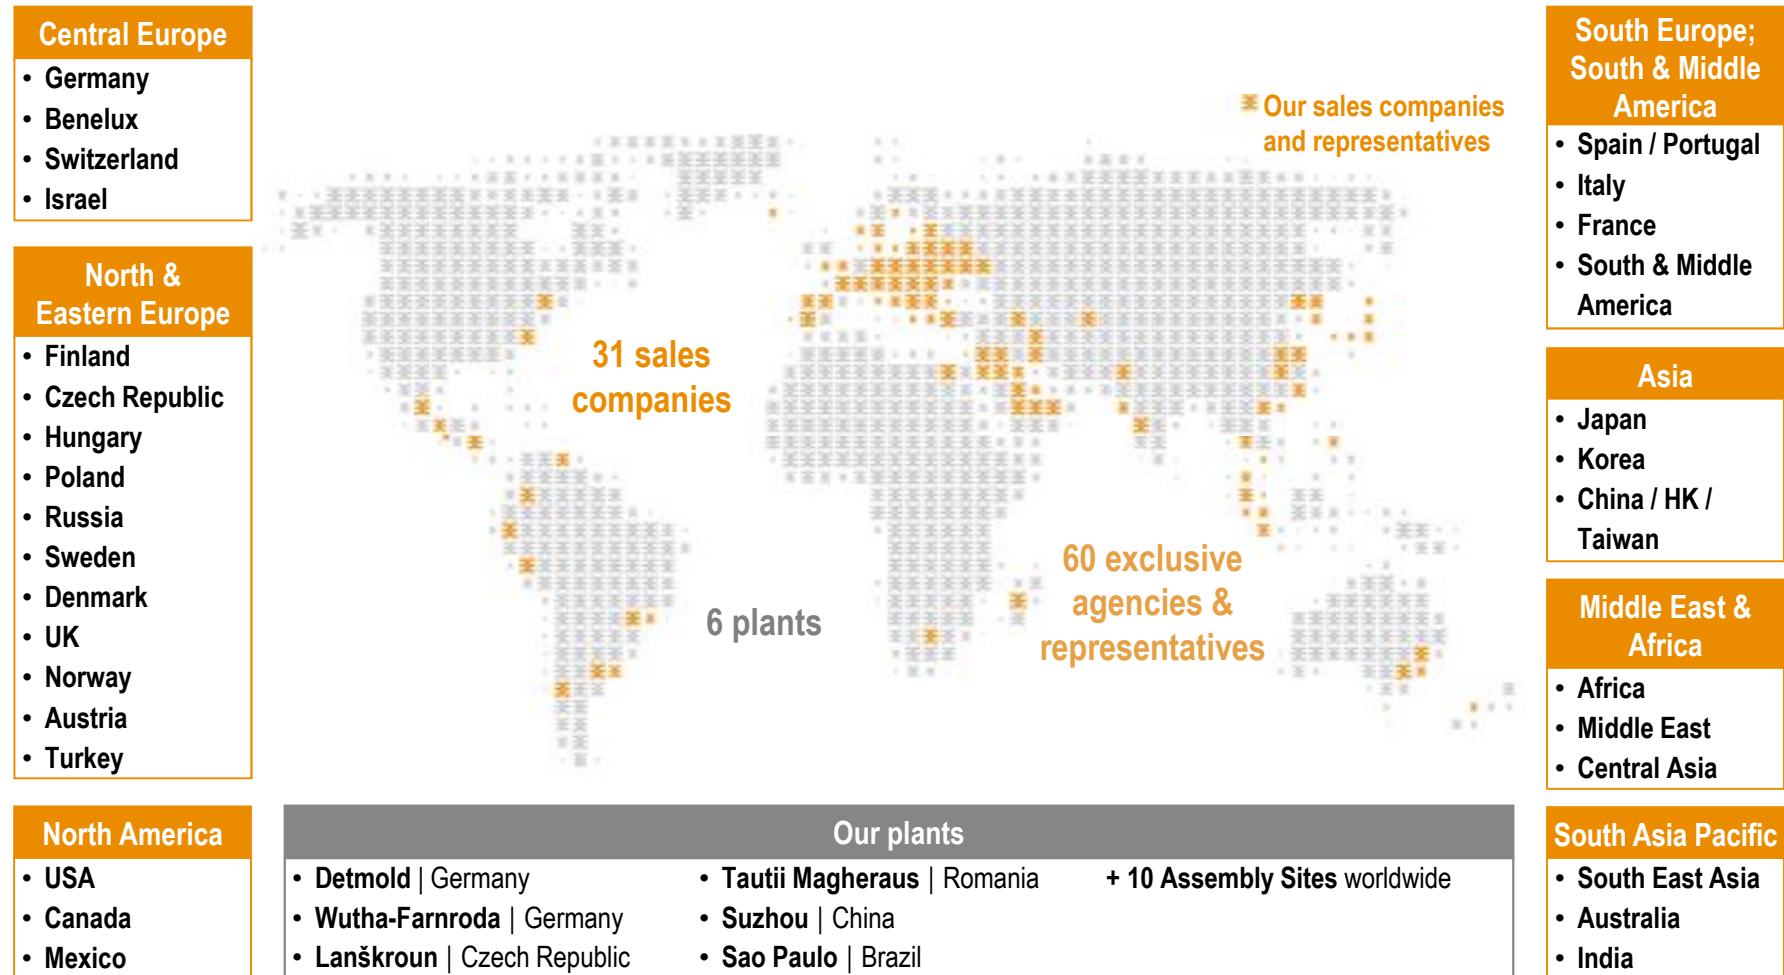 Central Europe
• Germany
• Benelux
• Switzerland
• Israel
North &
Eastern Europe
• Finland
• Czech Republic
• Hungary
• Poland
• Russia
• Sweden
• Denmark
• UK
• Norway
• Austria
• Turkey
North America
• USA
• Canada
• Mexico
Our sales companies
and representatives
31 sales
companies
6 plants
60 exclusive
agencies &
representatives
Our plants
• Detmold | Germany
• Wutha-Farnroda | Germany
• Lanškroun | Czech Republic
• Tautii Magheraus | Romania
• Suzhou | China
• Sao Paulo | Brazil
+ 10 Assembly Sites worldwide
South Europe;
South & Middle
America
• Spain / Portugal
• Italy
• France
• South & Middle
America
Asia
• Japan
• Korea
• China / HK /
Taiwan
Middle East &
Africa
• Africa
• Middle East
• Central Asia
South Asia Pacific
• South East Asia
• Australia
• India